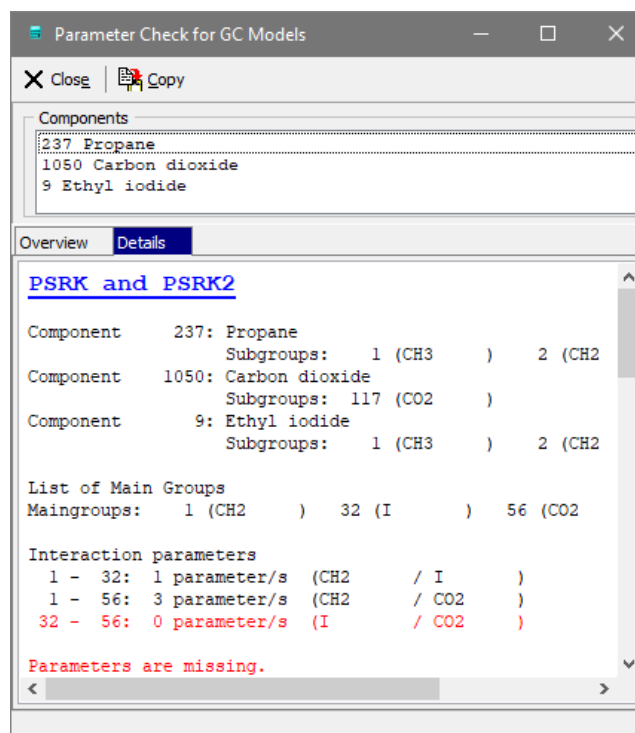 Parameter Check for GC Models
Close Copy
Components
237 Propane
1050 Carbon dioxide
9 Ethyl iodide
Overview Details
PSRK and PSRK2
Component 237: Propane
Subgroups: 1 (CH3 ) 2 (CH2
Component 1050: Carbon dioxide
Subgroups: 117 (CO2 )
Component 9: Ethyl iodide
Subgroups: 1 (CH3 ) 2 (CH2
List of Main Groups
Maingroups: 1 (CH2 ) 32 (I ) 56 (CO2
Interaction parameters
1 - 32: 1 parameter/s (CH2 / I )
1 - 56: 3 parameter/s (CH2 / CO2 )
32 - 56: 0 parameter/s (I / CO2 )
Parameters are missing.